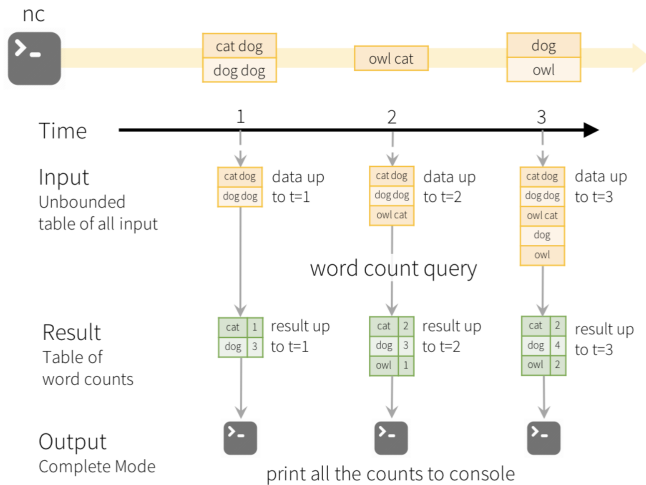 nc
cat dog
dog dog
owl cat
dog
owl
Time
1
2
3
Input
Unbounded
table of all input
cat dog
dog dog
data up
to t=1
cat dog
dog dog
owl cat
data up
to t=2
cat dog
dog dog
owl cat
dog
owl
data up
to t=3
word count query
Result
Table of
word counts
cat 1
dog 3
result up
to t=1
cat 2
dog 3
owl 1
result up
to t=2
cat 2
dog 4
owl 2
result up
to t=3
Output
Complete Mode
print all the counts to console